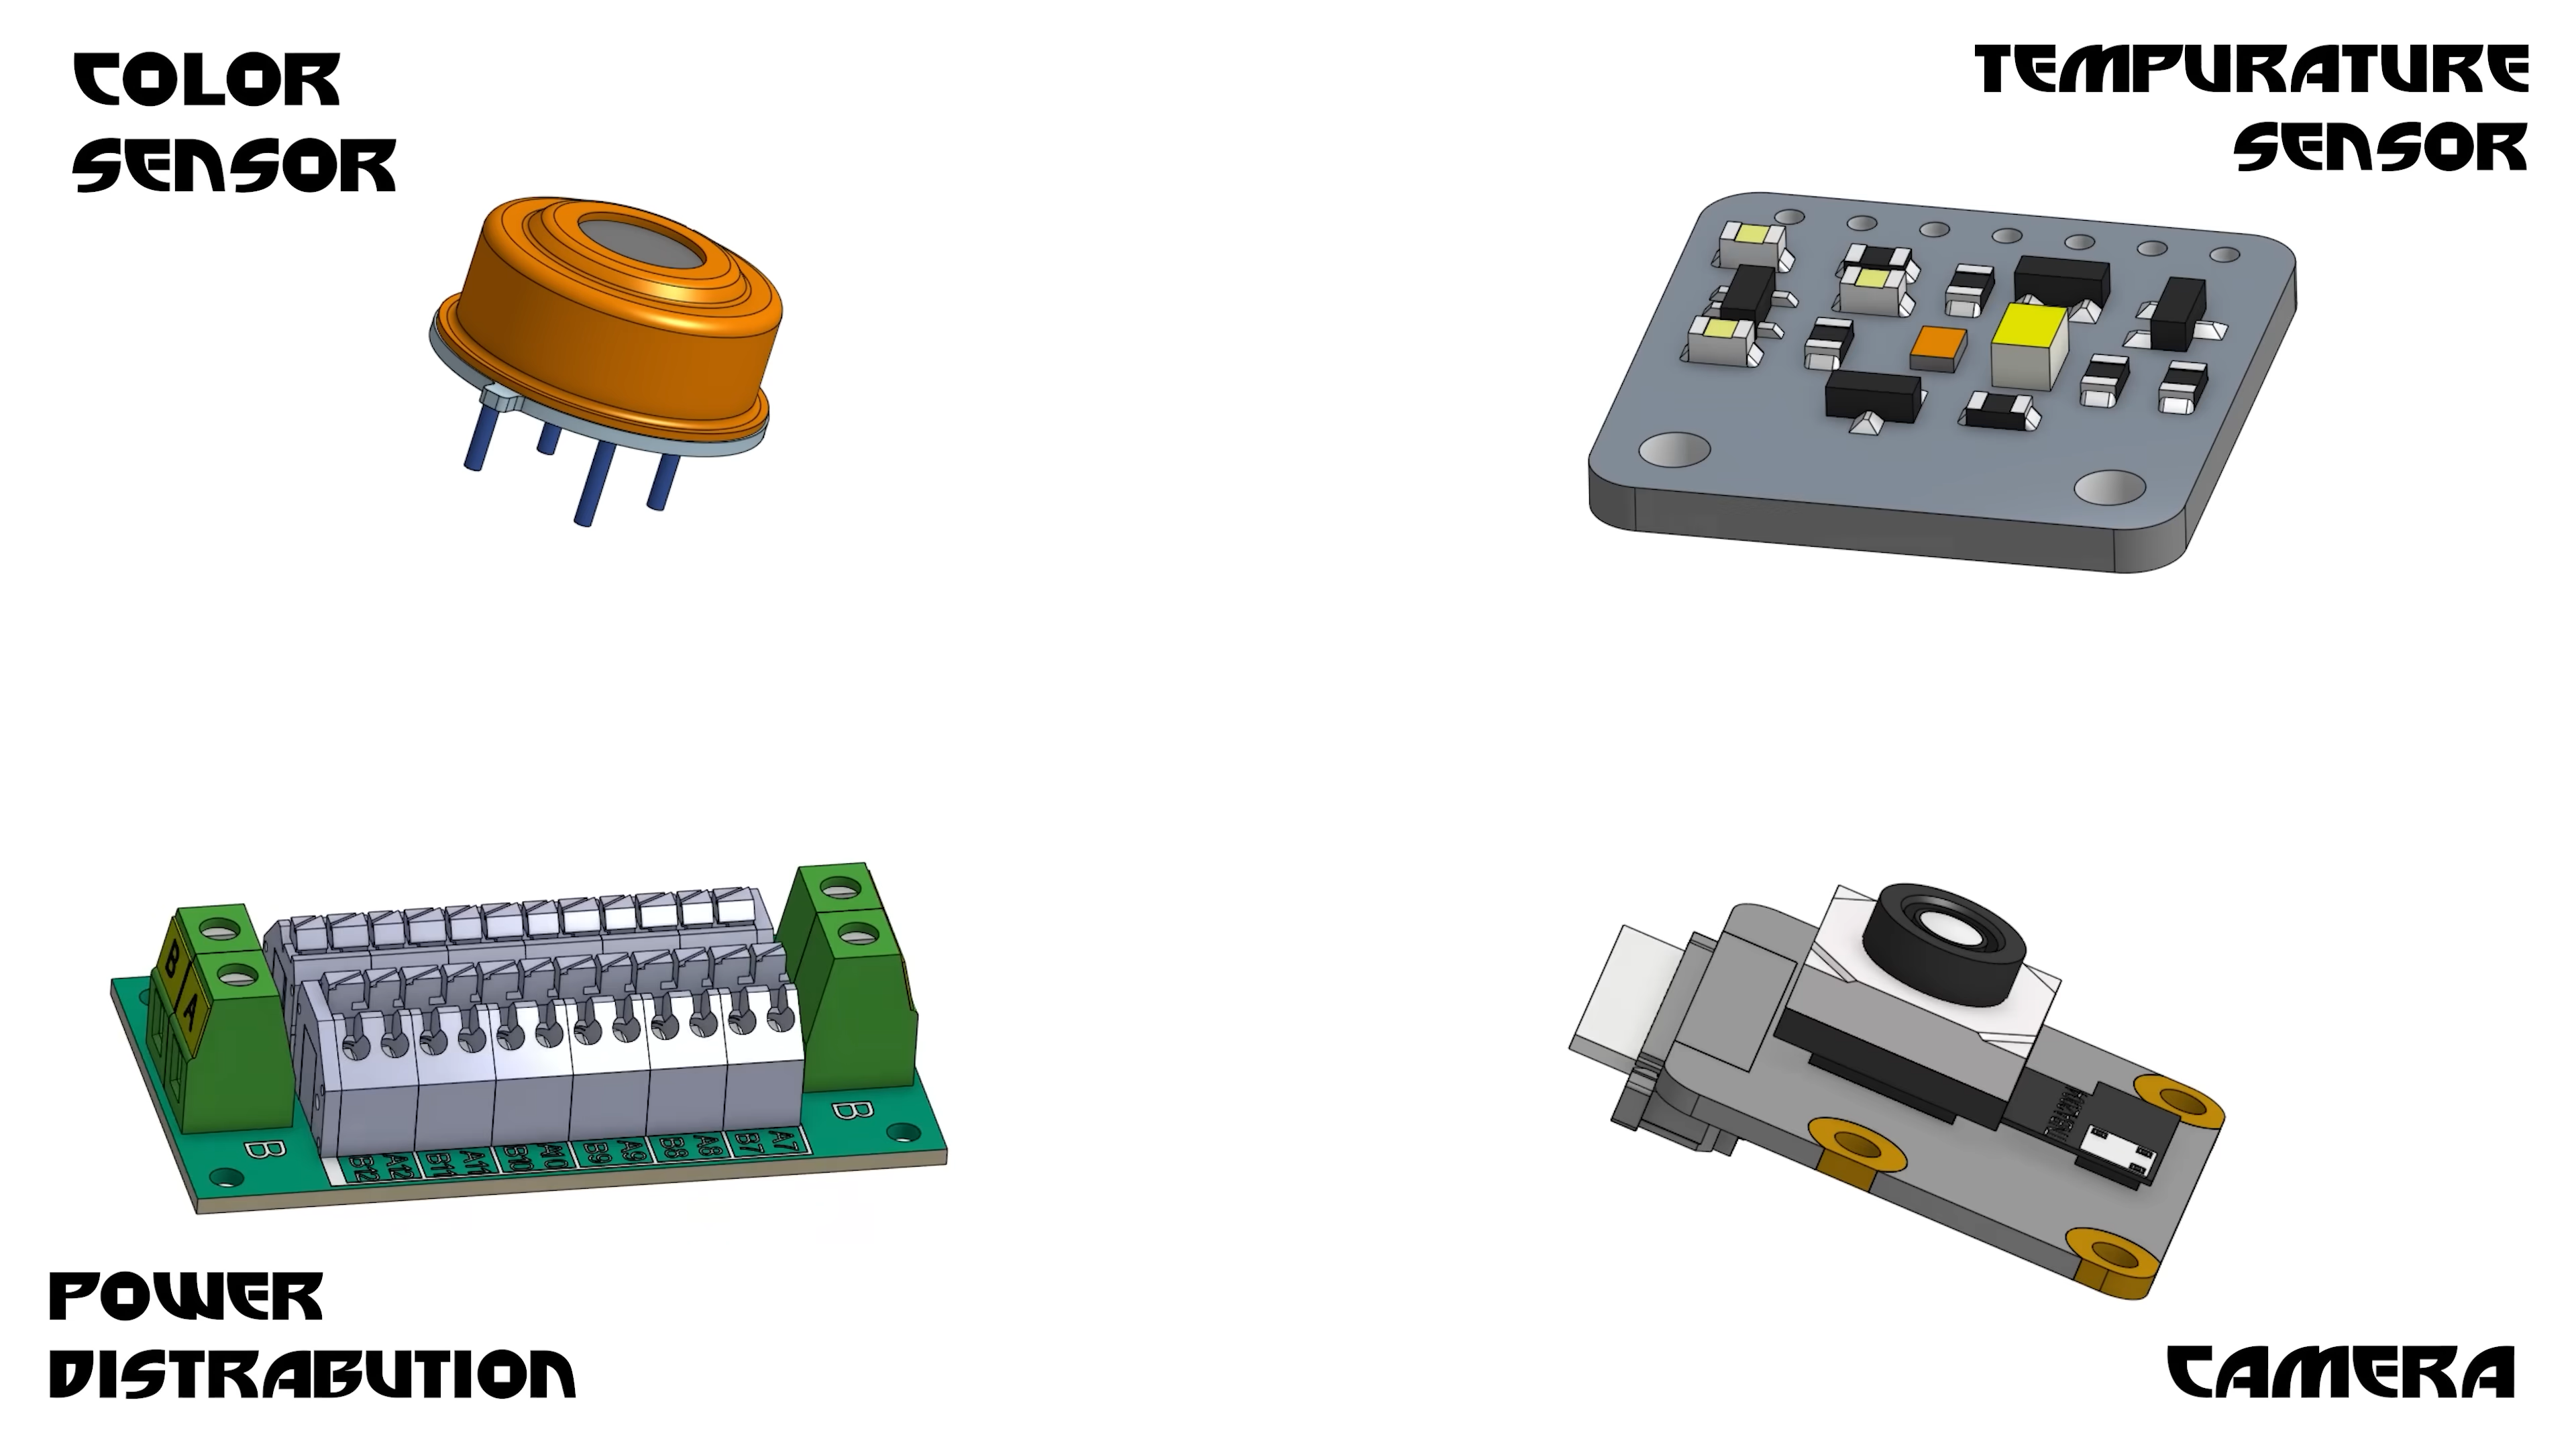 COLOR
SENSOR
TEMPURATURE
SENSOR
B
A
B
B
B12
A12
B11
A11
B10
A10
B9
A9
B8
A8
B7
A7
POWER
DISTRABUTION
CAMERA